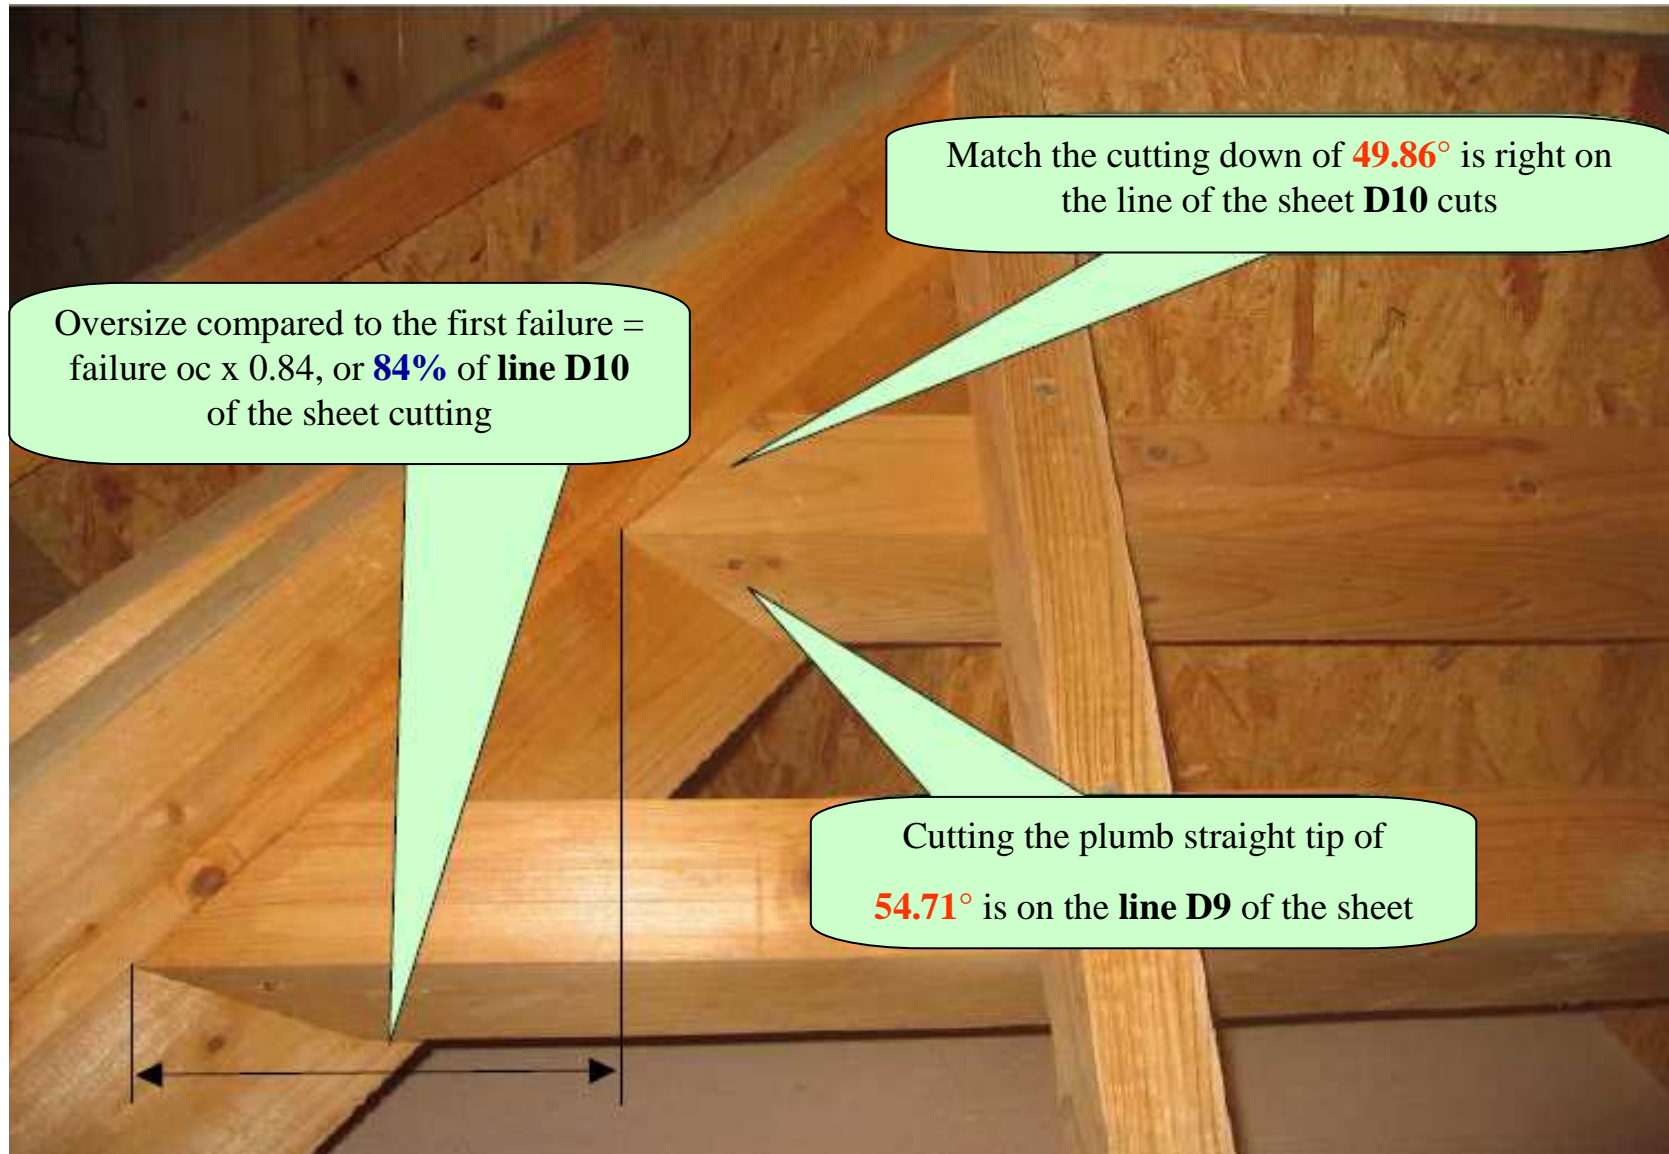 Match the cutting down of 49.86° is right on
the line of the sheet D10 cuts
Oversize compared to the first failure =
failure oc x 0.84, or 84% of line D10
of the sheet cutting
Cutting the plumb straight tip of
54.71° is on the line D9 of the sheet